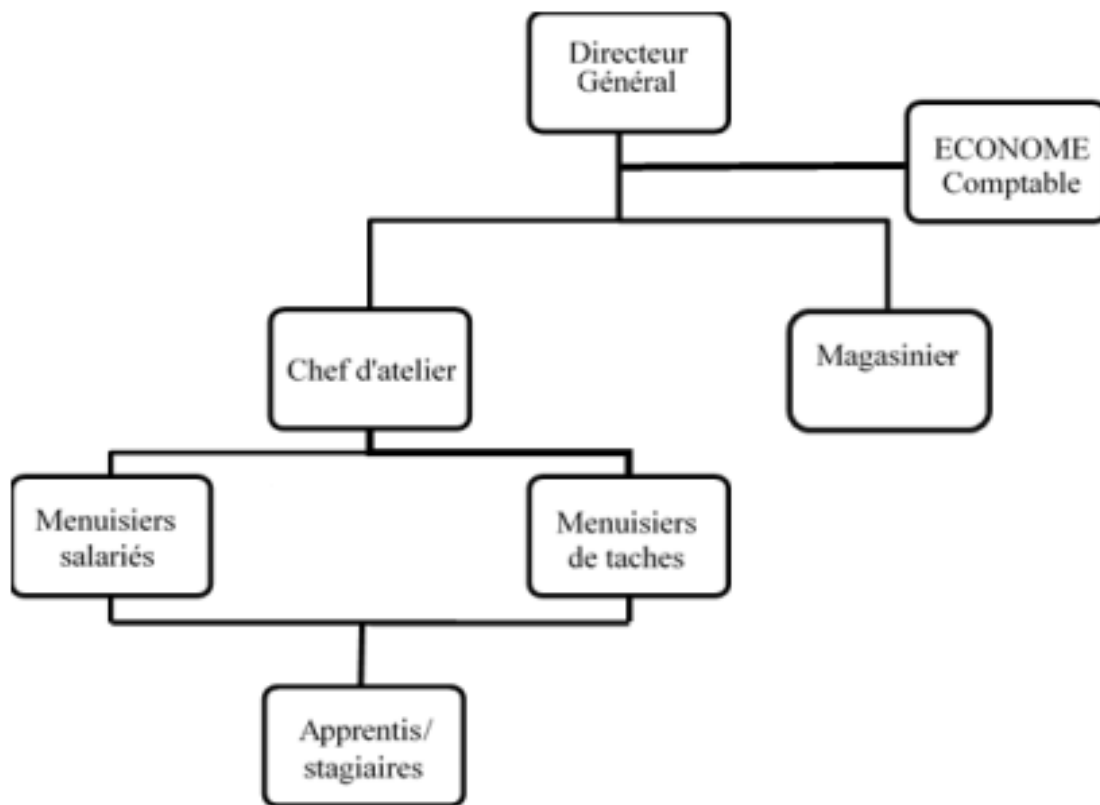 Directeur
Général
ECONOME
Comptable
Chef d'atelier
Magasinier
Menuisiers
salariés
Menuisiers
de taches
Apprentis/
stagiaires